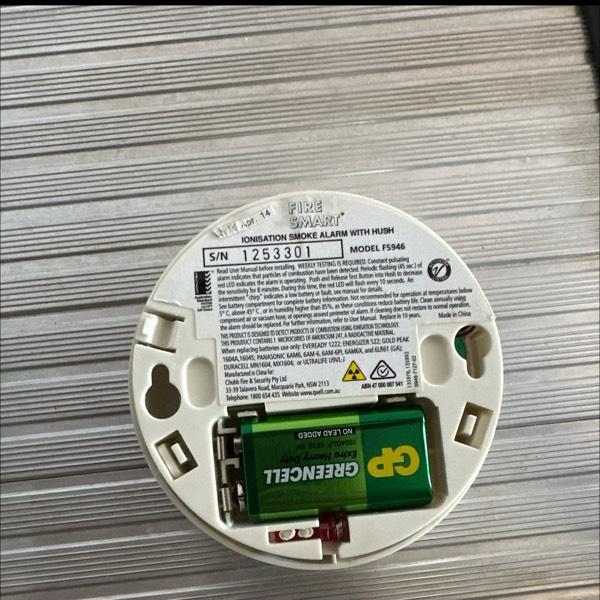 Apr. 14
FIRE
SMART
IONISATION SMOKE ALARM WITH HUSH
S/N 1253301 MODEL FS946
Read User Manual before installing. WEEKLY TESTING IS REQUIRED. Constant pulsating
alarm indicates that particles of combustion have been detected. Periodic flashing (45 sec.) of
red LED indicates the alarm is operating. Push and Release Test Button into Hush to decrease
the sensitivity for 8 minutes. During this time, the red LED will flash every 10 seconds. An
intermittent "chirp" indicates a low battery or fault, see manual for details.
See battery compartment for complete battery information. Not recommended for operation at temperatures below
5° C, above 45° C, or in humidity higher than 85%, as these conditions reduce battery life. Clean annually using
compressed air or vacuum hose, at openings around perimeter of alarm. If cleaning does not restore to normal operation,
the alarm should be replaced. For further information, refer to User Manual. Replace in 10 years. Made in China
THIS PRODUCT IS DESIGNED TO DETECT PRODUCTS OF COMBUSTION USING IONISATION TECHNOLOGY.
THIS PRODUCT CONTAINS 1 MICROCURIES OF AMERICIUM 241, A RADIOACTIVE MATERIAL.
When replacing batteries use only: EVEREADY 1222; ENERGIZER 522; GOLD PEAK
1604A, 1604S; PANASONIC 6AM6, 6AM-6, 6AM-6PI, 6AM6X, and GLR61 (GA);
DURACELL MN1604, MX1604; or ULTRALIFE U9VL-J
Manufactured in China for:
Chubb Fire & Security Pty Ltd
33-39 Talavera Road, Macquarie Park, NSW 2113
Telephone: 1800 654 435 Website www.quell.com.au
ABN 47 000 067 541
GP
GREENCELL
Extra Heavy Duty
NO LEAD ADDED